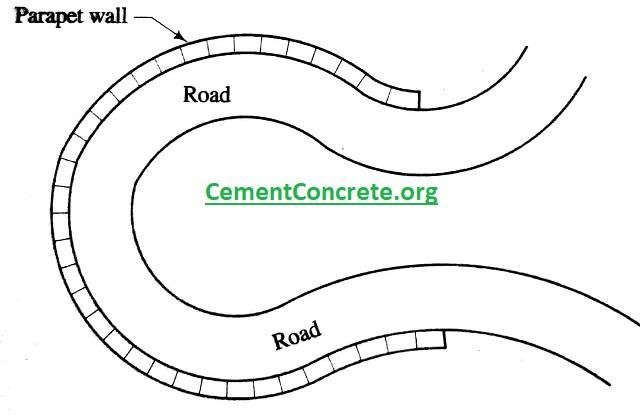 Parapet wall
Road
CementConcrete.org
Road